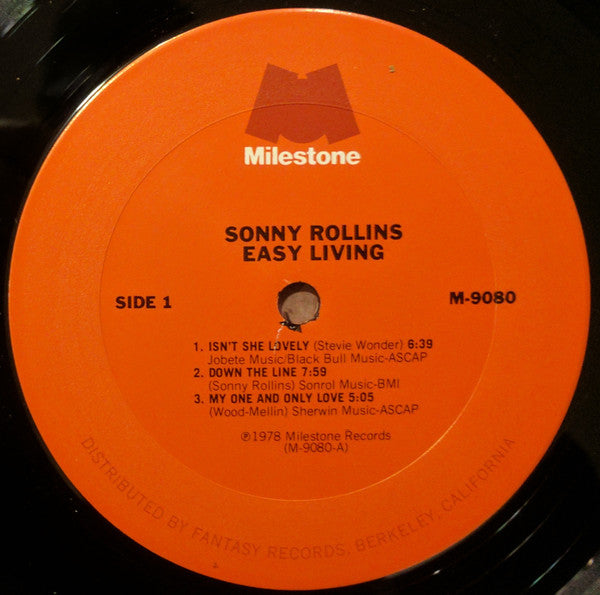 Milestone
SONNY ROLLINS
EASY LIVING
SIDE 1
M-9080
1. ISN'T SHE LOVELY (Stevie Wonder) 6:39
Jobete Music/Black Bull Music-ASCAP
2. DOWN THE LINE 7:59
(Sonny Rollins) Sonrol Music-BMI
3. MY ONE AND ONLY LOVE 5:05
(Wood-Mellin) Sherwin Music-ASCAP
℗1978 Milestone Records
(M-9080-A)
DISTRIBUTED BY FANTASY RECORDS, BERKELEY, CALIFORNIA